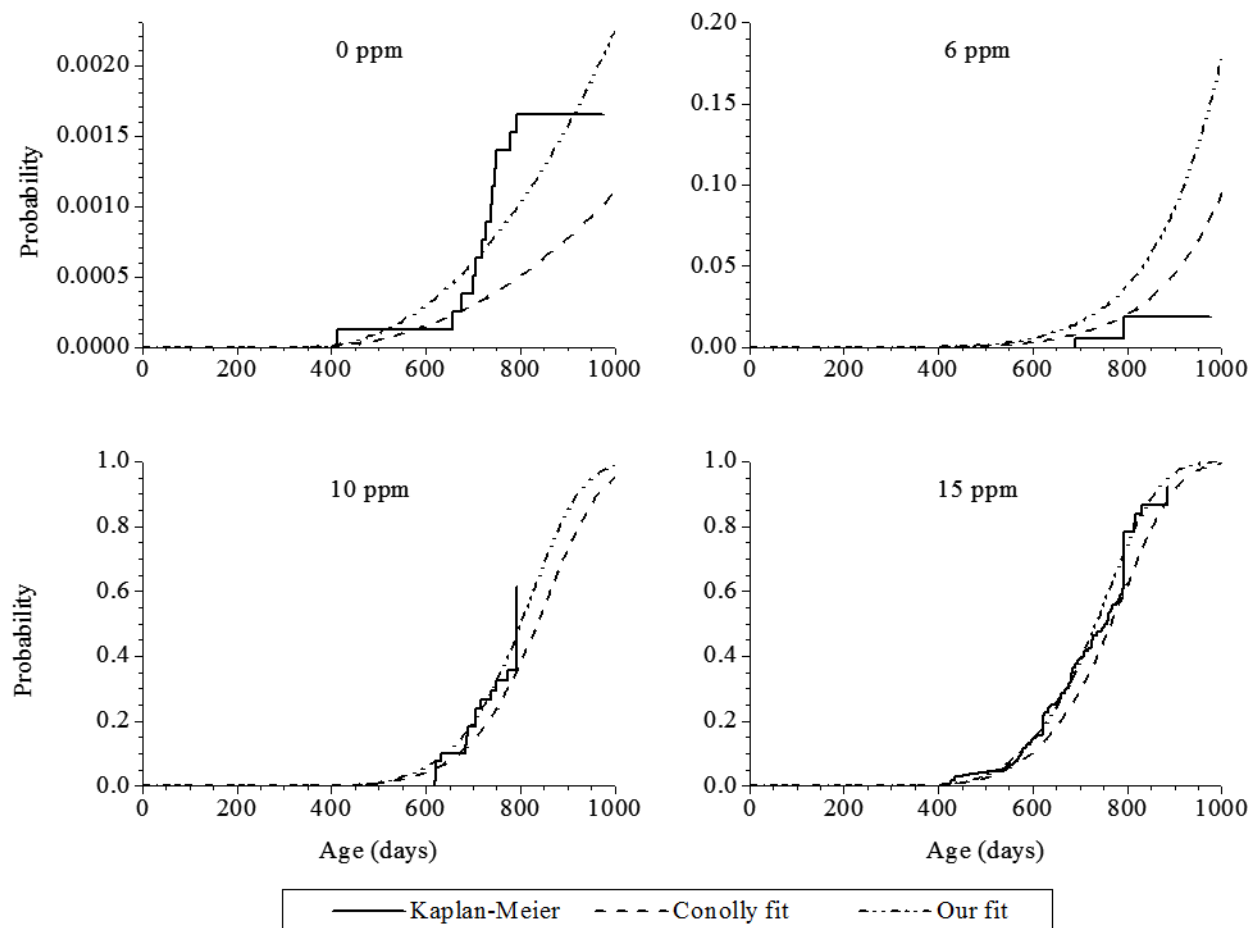 0 ppm
6 ppm
0.0020
0.0015
0.0010
0.0005
0.0000
Probability
0.20
0.15
0.10
0.05
0.00
0 200 400 600 800 1000
0 200 400 600 800 1000
10 ppm
15 ppm
1.0
0.8
0.6
0.4
0.2
0.0
Probability
1.0
0.8
0.6
0.4
0.2
0.0
0 200 400 600 800 1000
0 200 400 600 800 1000
Age (days)
Age (days)
Kaplan-Meier Conolly fit Our fit